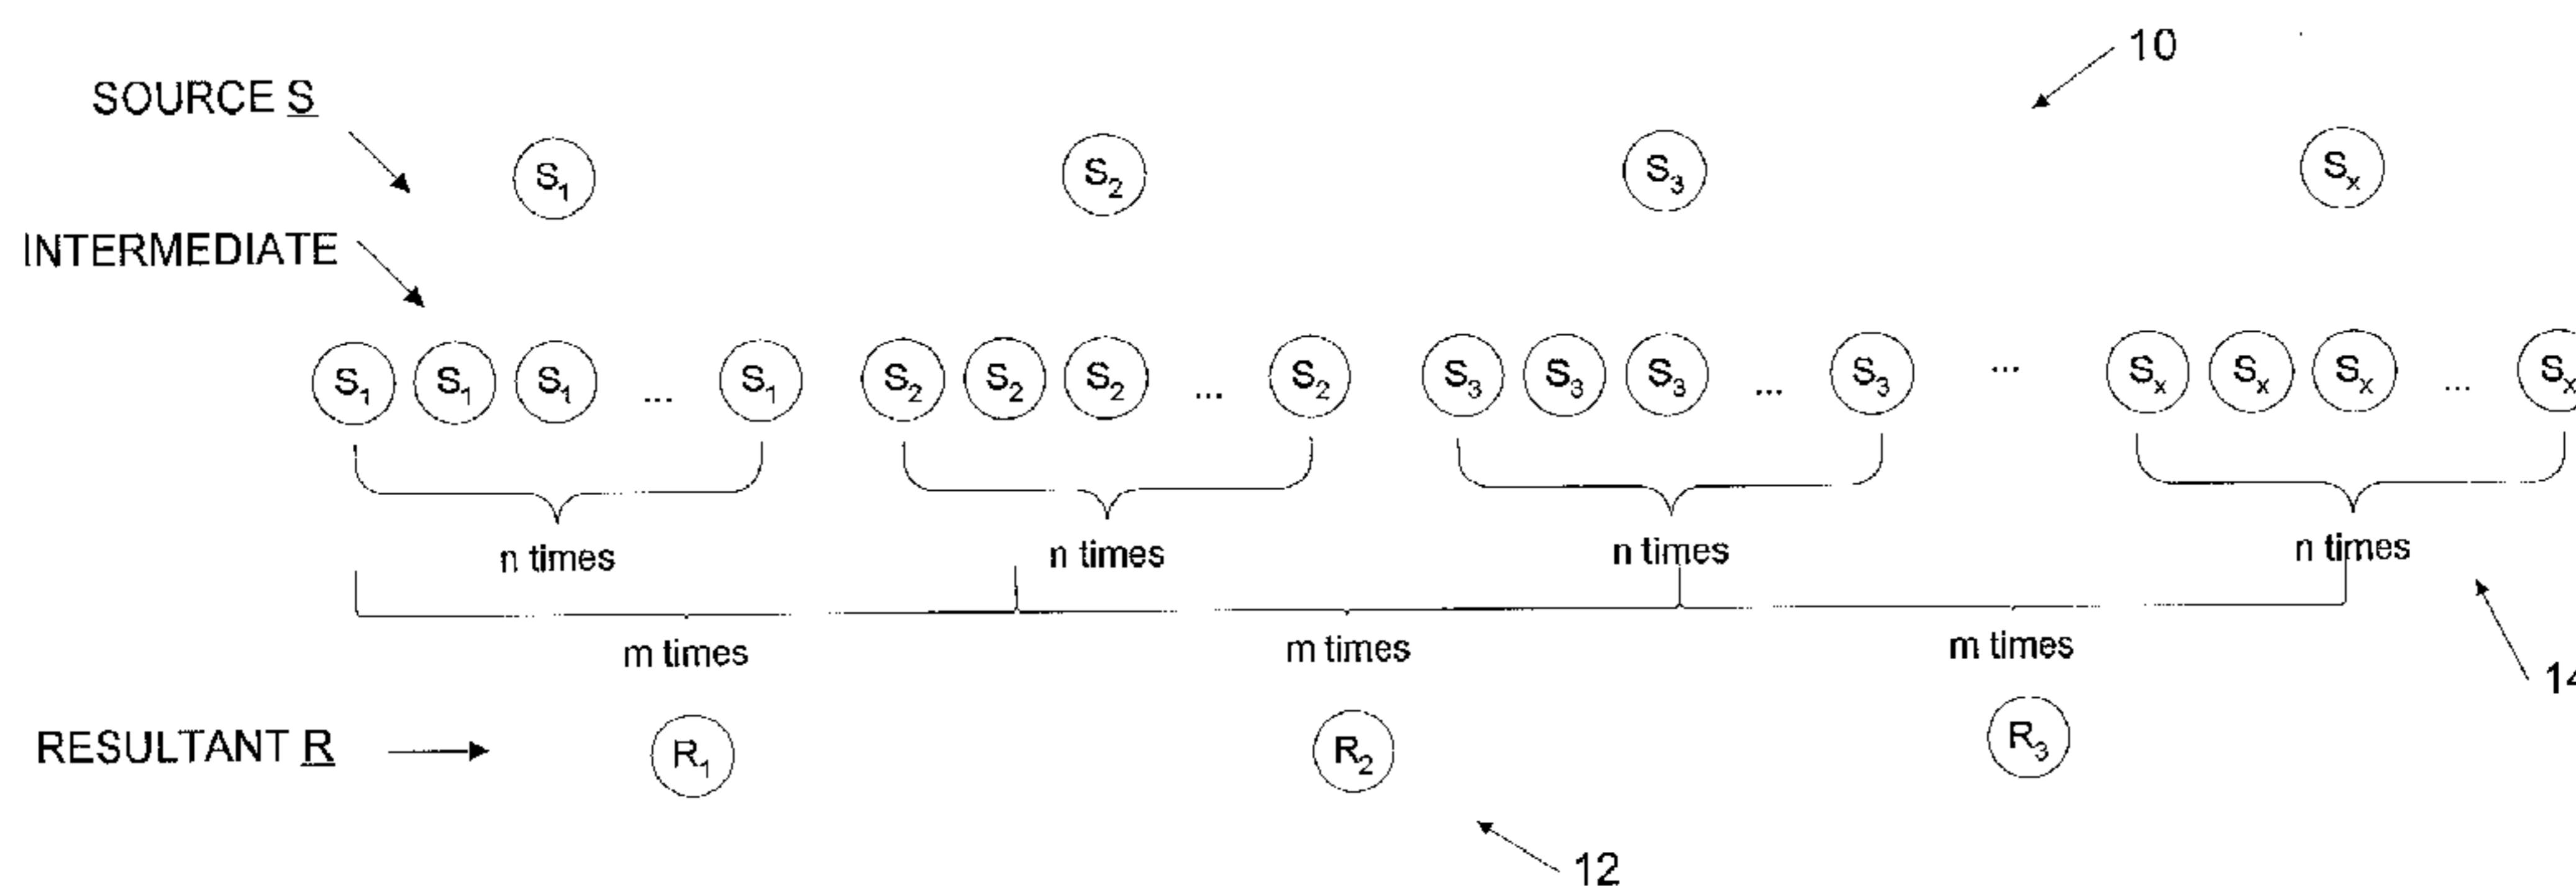 10
SOURCE S
S₁ S₂ S₃ Sₓ
INTERMEDIATE
S₁ S₁ S₁ ... S₁ S₂ S₂ S₂ ... S₂ S₃ S₃ S₃ ... S₃ ... Sₓ Sₓ Sₓ ... Sₓ
n times n times n times n times
m times m times m times
14
RESULTANT R
R₁ R₂ R₃
12